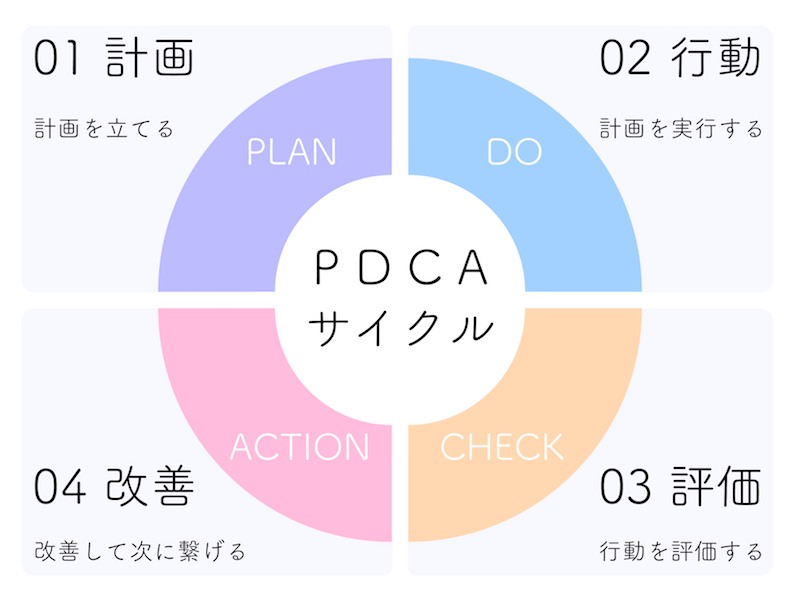 01 計画
計画を立てる
PLAN
02 行動
計画を実行する
DO
PDCA
サイクル
ACTION
04 改善
改善して次に繋げる
CHECK
03 評価
行動を評価する